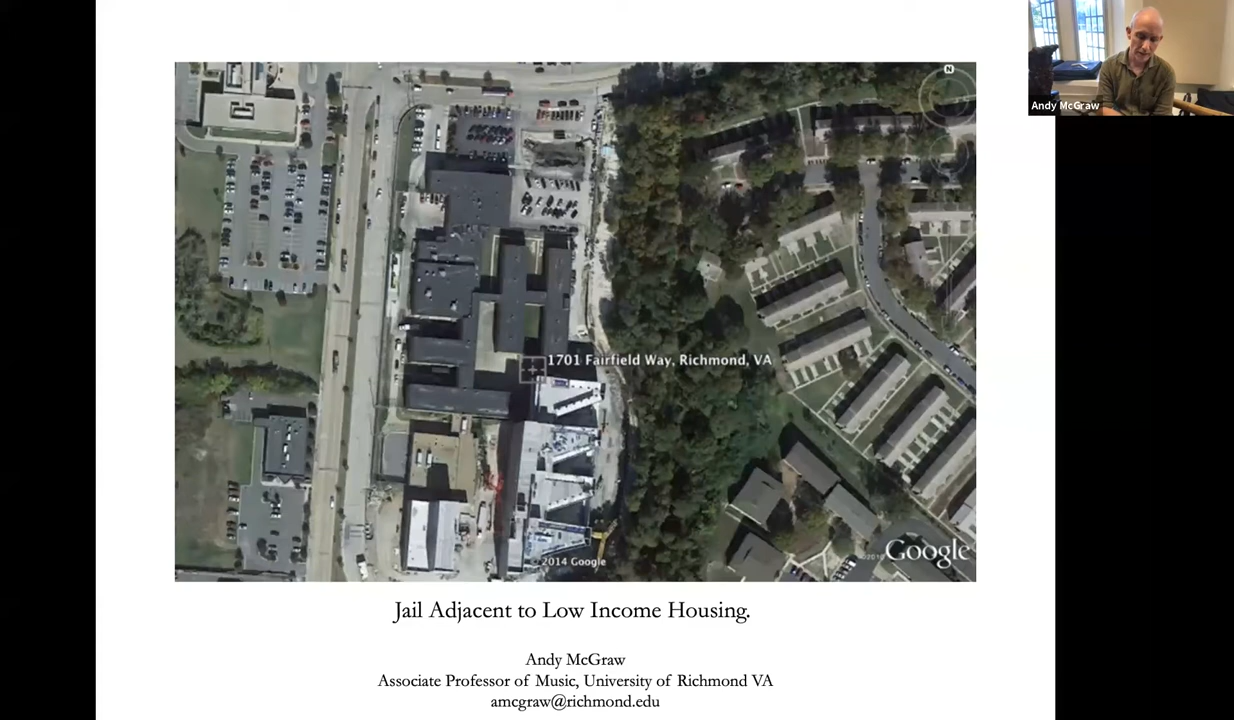 N
Andy McGraw
1701 Fairfield Way, Richmond, VA
Google
© 2014 Google
Jail Adjacent to Low Income Housing.
Andy McGraw
Associate Professor of Music, University of Richmond VA
amcgraw@richmond.edu